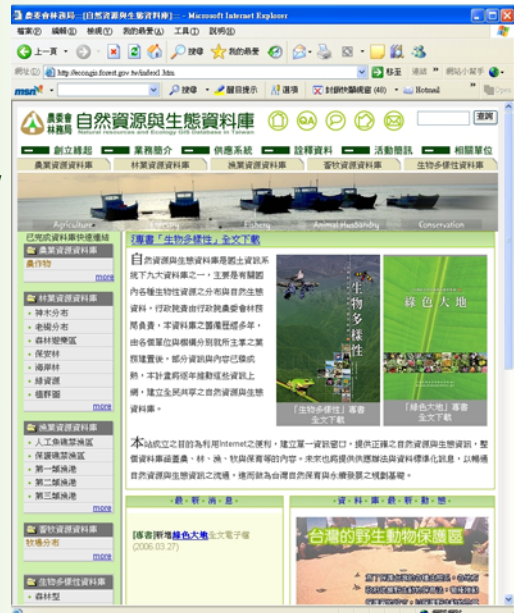 農委會林務局:::[自然資源與生態資料庫]::: - Microsoft Internet Explorer
檔案(F) 編輯(E) 檢視(V) 我的最愛(A) 工具(T) 說明(H)
上一頁 搜尋 我的最愛
網址(D) http://econgis.forest.gov.tw/index1.htm 移至 連結 網站小幫手
msn 搜尋 醒目提示 選項 封鎖快顯視窗 (48) Hotmail
農委會
林務局
自然資源與生態資料庫
Natural resources and Ecology GIS Database in Taiwan
QA
查詢
創立緣起 業務簡介 供應系統 詮釋資料 活動簡訊 相關單位
農業資源資料庫 林業資源資料庫 漁業資源資料庫 畜牧資源資料庫 生物多樣性資料庫
Agriculture Fishery Animal Husbandry Conservation
已完成資料庫快速連結
農業資源資料庫
農作物
more
林業資源資料庫
神木分布
老樹分布
森林遊樂區
保安林
海岸林
綠資源
植群圖
more
漁業資源資料庫
人工魚礁禁漁區
保護礁禁漁區
第一類漁港
第二類漁港
第三類漁港
more
畜牧資源資料庫
牧場分布
more
生物多樣性資料庫
森林型
專書「生物多樣性」全文下載
自然資源與生態資料庫是國土資訊系
統下九大資料庫之一，主要是有關國
內各種生物性資源之分布與自然生態
資料，行政院責由行政院農委會林務
局負責，本資料庫之籌備歷經多年，
由各個單位與機構分別就所主掌之業
務建置後，部分資訊與內容已臻成
熟，本計畫將逐年推動這些資訊上
網，建立全民共享之自然資源與生態
資料庫。
生物多樣性
「生物多樣性」專書
全文下載
綠色大地
「綠色大地」專書
全文下載
本站成立之目的為利用Internet之便利，建立單一資訊窗口，提供正確之自然資源與生態資訊，整
個資料庫涵蓋農、林、漁、牧與保育等的內容。未來也將提供供應辦法與資料標準化訊息，以暢通
自然資源與生態資訊之流通，進而做為台灣自然保育與永續發展之規劃基礎。
最．新．消．息
[專書]新增綠色大地全文電子檔
(2006.03.27)
資．料．庫．最．新．動．態
台灣的野生動物保護區